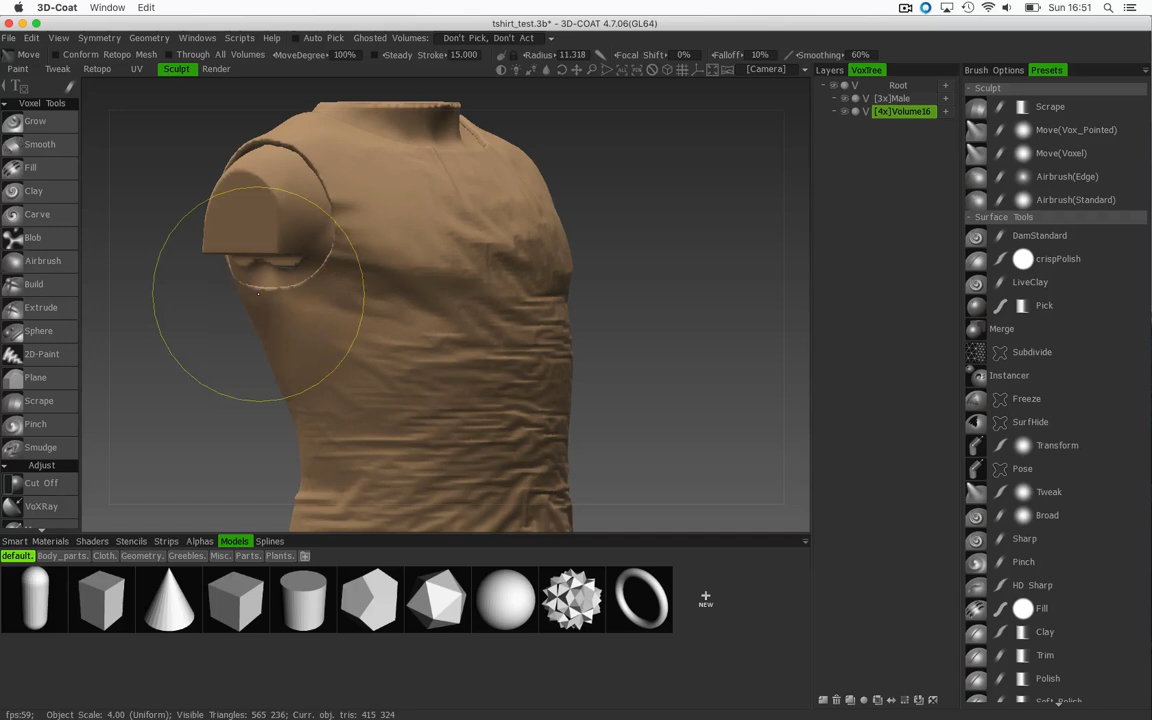 3D-Coat Window Edit Sun 16:51
tshirt_test.3b* - 3D-COAT 4.7.06(GL64)
File Edit View Symmetry Geometry Windows Scripts Help Auto Pick Ghosted Volumes: Don't Pick, Don't Act
Move Conform Retopo Mesh Through All Volumes MoveDegree 100% Steady Stroke 15.000 Radius 11.318 Focal Shift 0% Falloff 10% Smoothing 60%
Paint Tweak Retopo UV Sculpt Render [Camera] Layers VoxTree Brush Options Presets
Voxel Tools
Grow
Smooth
Fill
Clay
Carve
Blob
Airbrush
Build
Extrude
Sphere
2D-Paint
Plane
Scrape
Pinch
Smudge
Adjust
Cut Off
VoXRay
V Root +
V [3x]Male +
V [4x]Volume16 +
Sculpt
Scrape
Move(Vox_Pointed)
Move(Voxel)
Airbrush(Edge)
Airbrush(Standard)
Surface Tools
DamStandard
crispPolish
LiveClay
Pick
Merge
Subdivide
Instancer
Freeze
SurfHide
Transform
Pose
Tweak
Broad
Sharp
Pinch
HD Sharp
Fill
Clay
Trim
Polish
Smart Materials Shaders Stencils Strips Alphas Models Splines
default. Body_parts. Cloth. Geometry. Greebles. Misc. Parts. Plants.
NEW
fps:59; Object Scale: 4.00 (Uniform); Visible Triangles: 565 236; Curr. obj. tris: 415 324